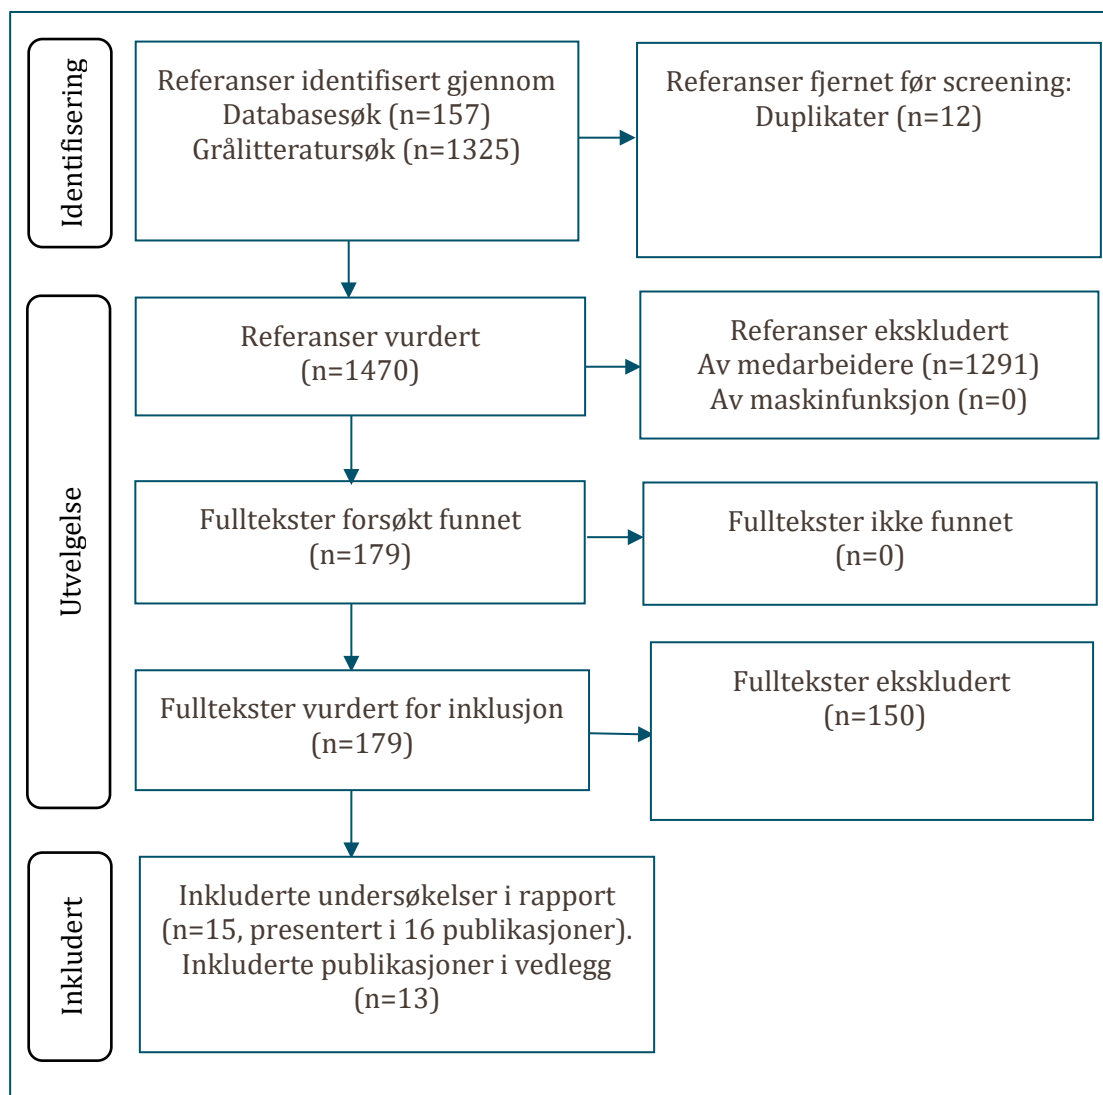 Identifisering
Referanser identifisert gjennom
Databasesøk (n=157)
Grålitteratursøk (n=1325)
Referanser fjernet før screening:
Duplikater (n=12)
Utvelgelse
Referanser vurdert
(n=1470)
Referanser ekskludert
Av medarbeidere (n=1291)
Av maskinfunksjon (n=0)
Fulltekster forsøkt funnet
(n=179)
Fulltekster ikke funnet
(n=0)
Fulltekster vurdert for inklusjon
(n=179)
Fulltekster ekskludert
(n=150)
Inkludert
Inkluderte undersøkelser i rapport
(n=15, presentert i 16 publikasjoner).
Inkluderte publikasjoner i vedlegg
(n=13)